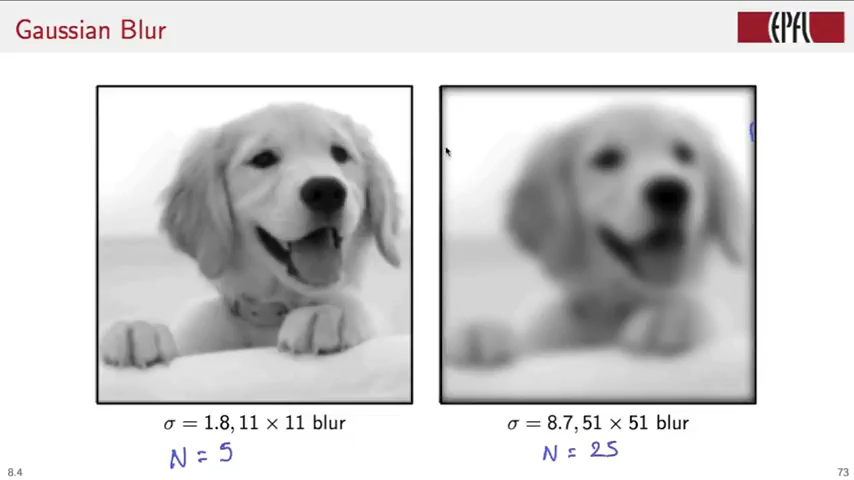 Gaussian Blur
EPFL
σ = 1.8, 11 × 11 blur
σ = 8.7, 51 × 51 blur
N = 5
N = 25
8.4
73